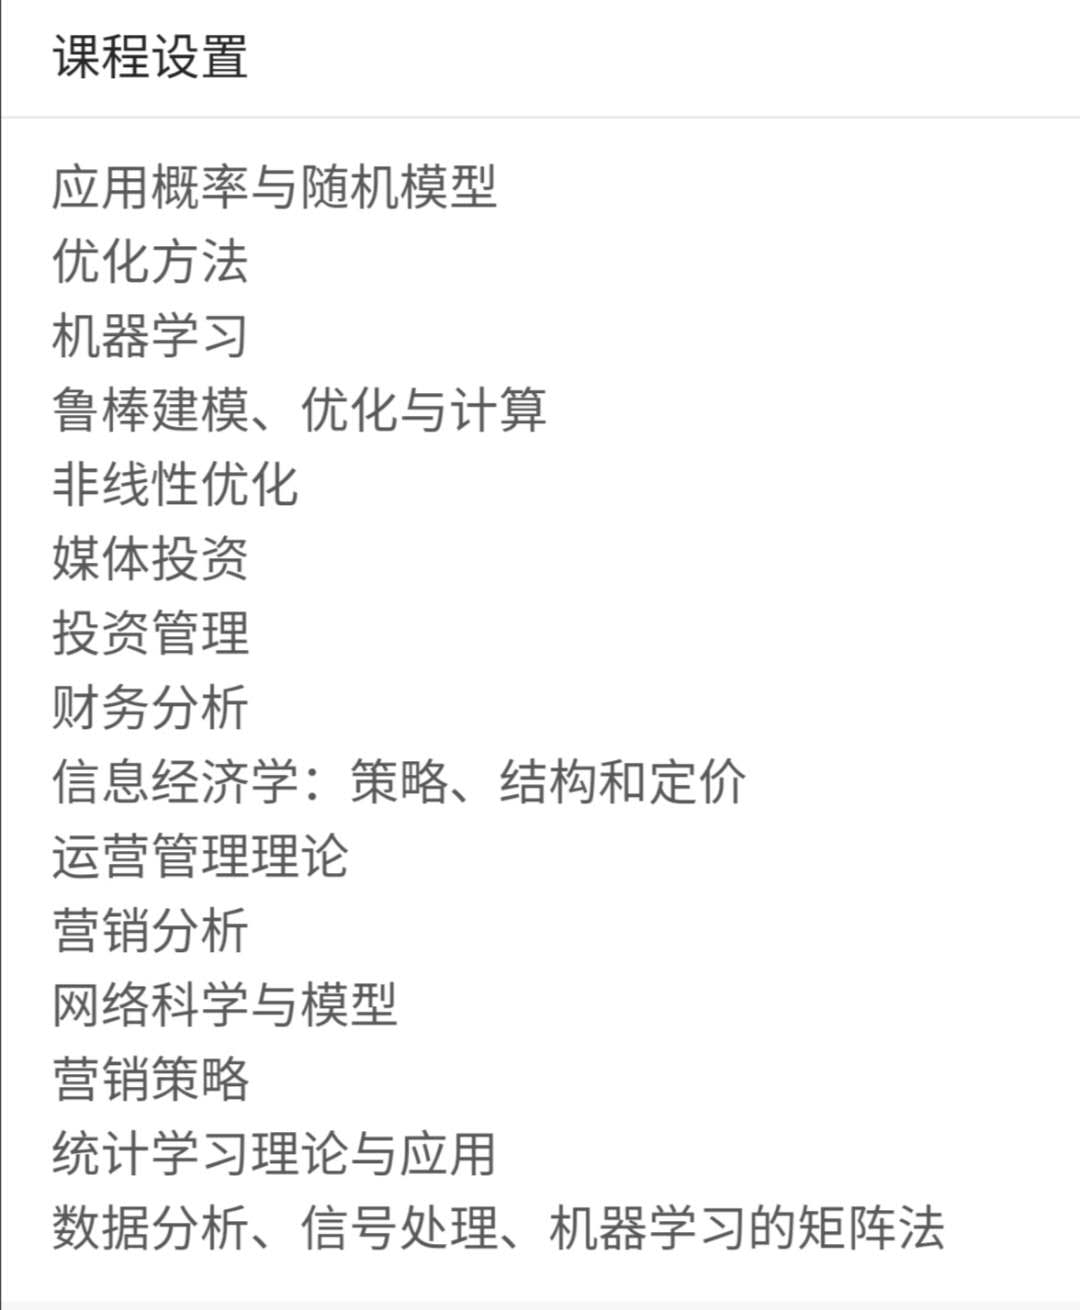 课程设置
应用概率与随机模型
优化方法
机器学习
鲁棒建模、优化与计算
非线性优化
媒体投资
投资管理
财务分析
信息经济学：策略、结构和定价
运营管理理论
营销分析
网络科学与模型
营销策略
统计学习理论与应用
数据分析、信号处理、机器学习的矩阵法